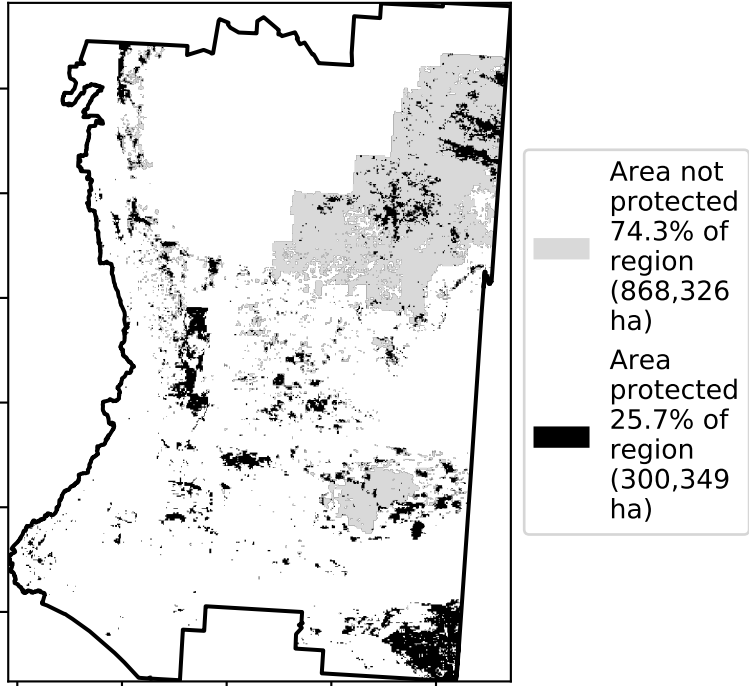 Area not
protected
74.3% of
region
(868,326
ha)
Area
protected
25.7% of
region
(300,349
ha)